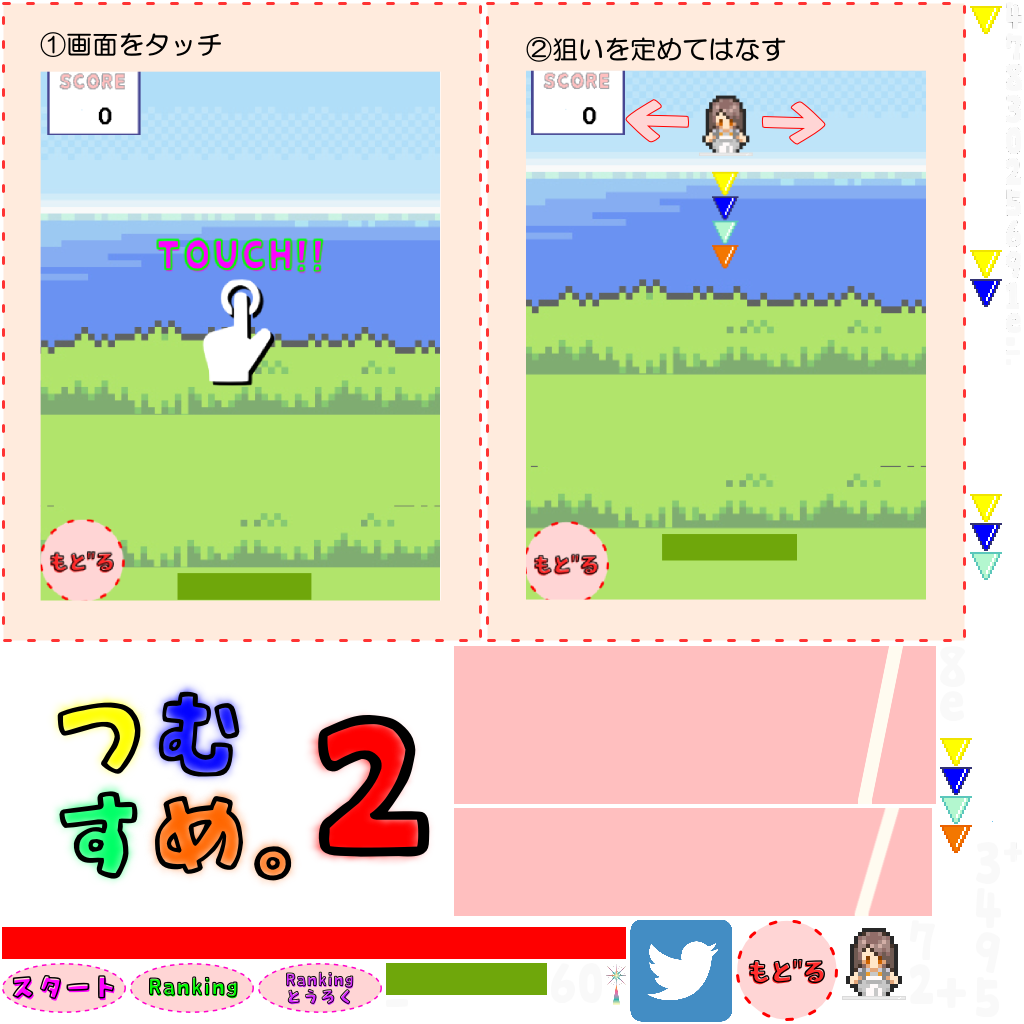 ①画面をタッチ
SCORE
0
TOUCH!!
もど"る
②狙いを定めてはなす
SCORE
0
もど"る
つむ
すめ。2
スタート
Ranking
Ranking
とうろく
もど"る